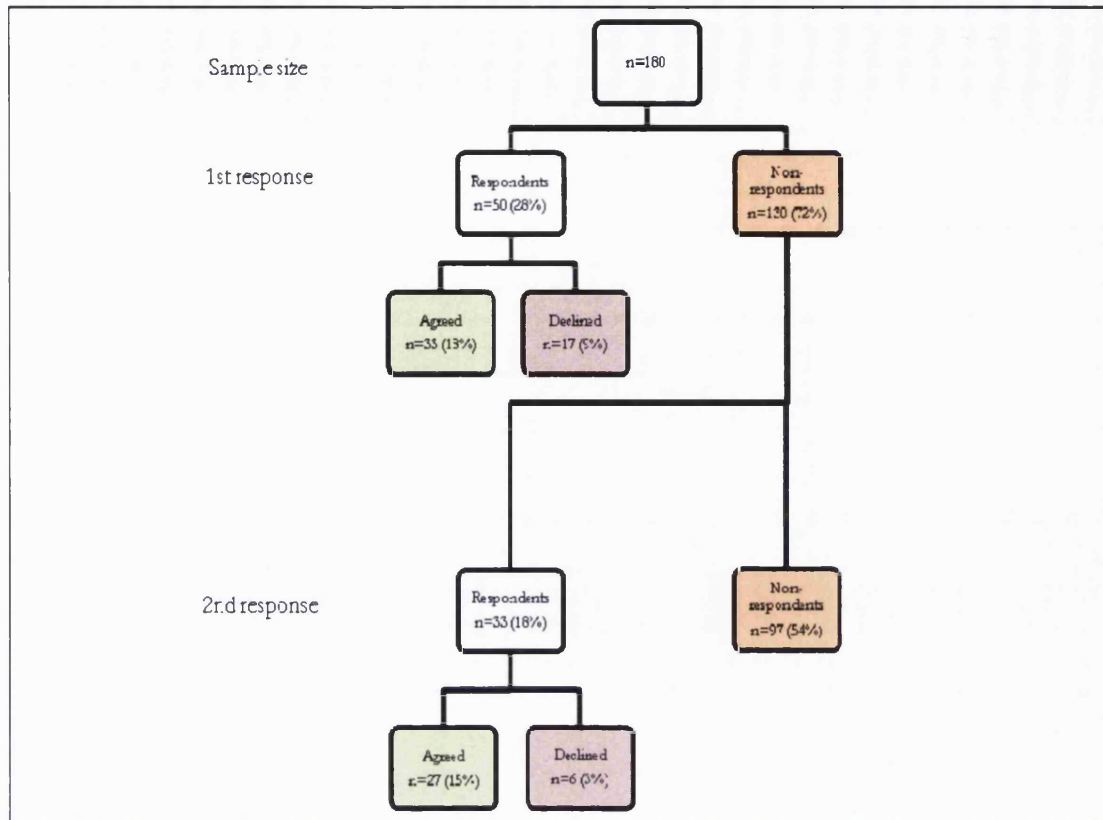 Sample size
n=180
1st response
Respondents
n=50 (28%)
Non-
respondents
n=130 (72%)
Agreed
n=33 (18%)
Declined
n=17 (9%)
2nd response
Respondents
n=33 (18%)
Non-
respondents
n=97 (54%)
Agreed
n=27 (15%)
Declined
n=6 (3%)